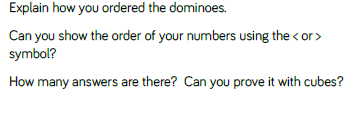 Explain how you ordered the dominoes.
Can you show the order of your numbers using the < or >
symbol?
How many answers are there? Can you prove it with cubes?